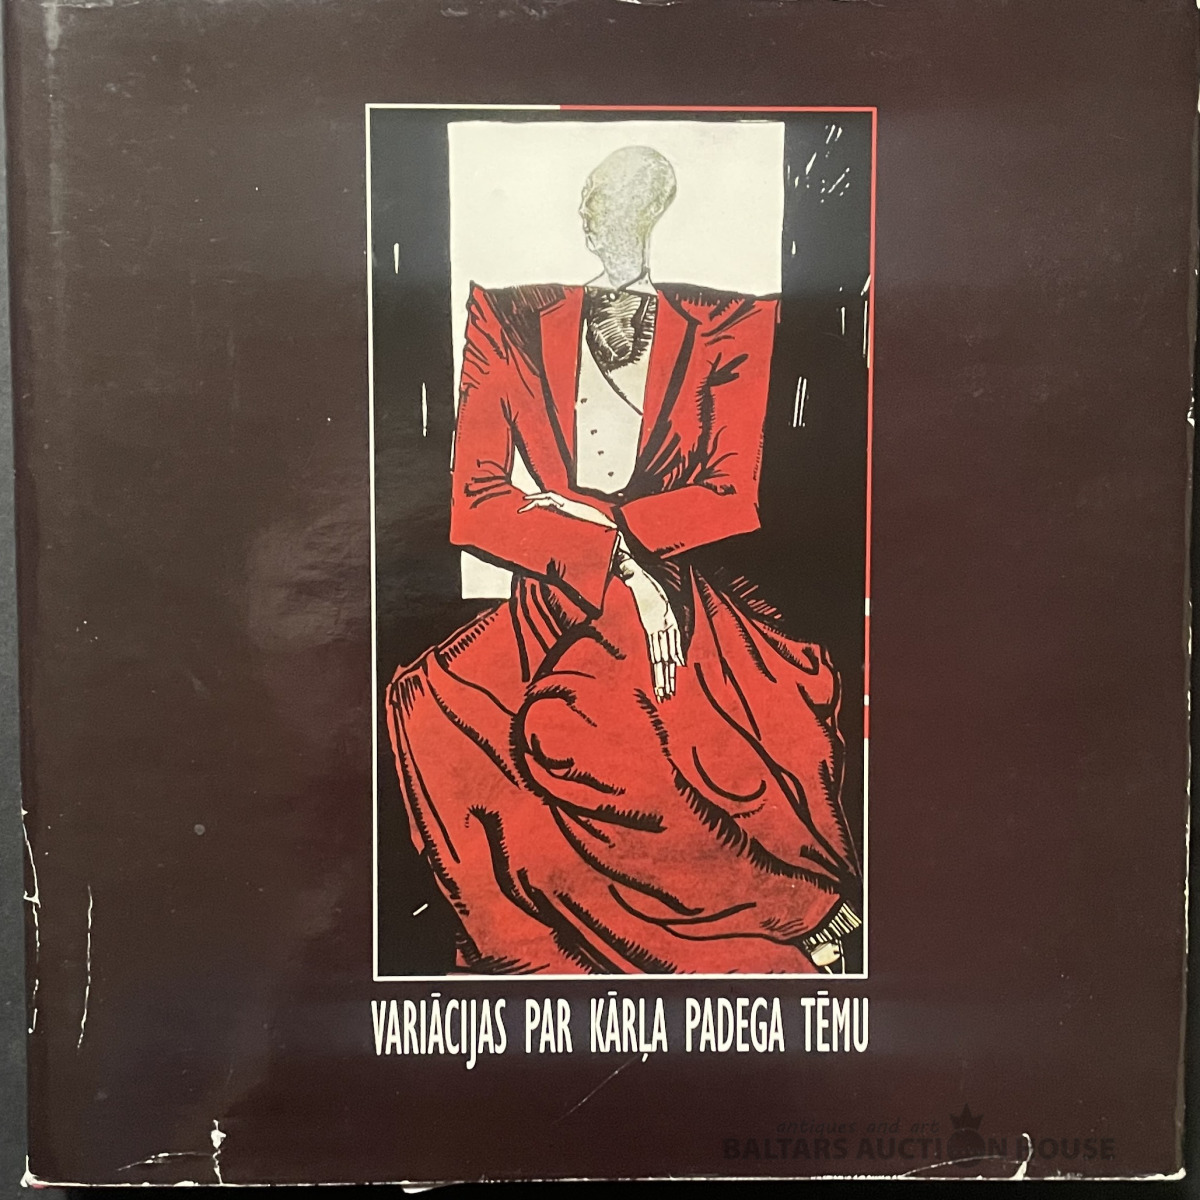 VARIĀCIJAS PAR KĀRĻA PADEGA TĒMU
antiques and art
BALTARS AUCTION HOUSE